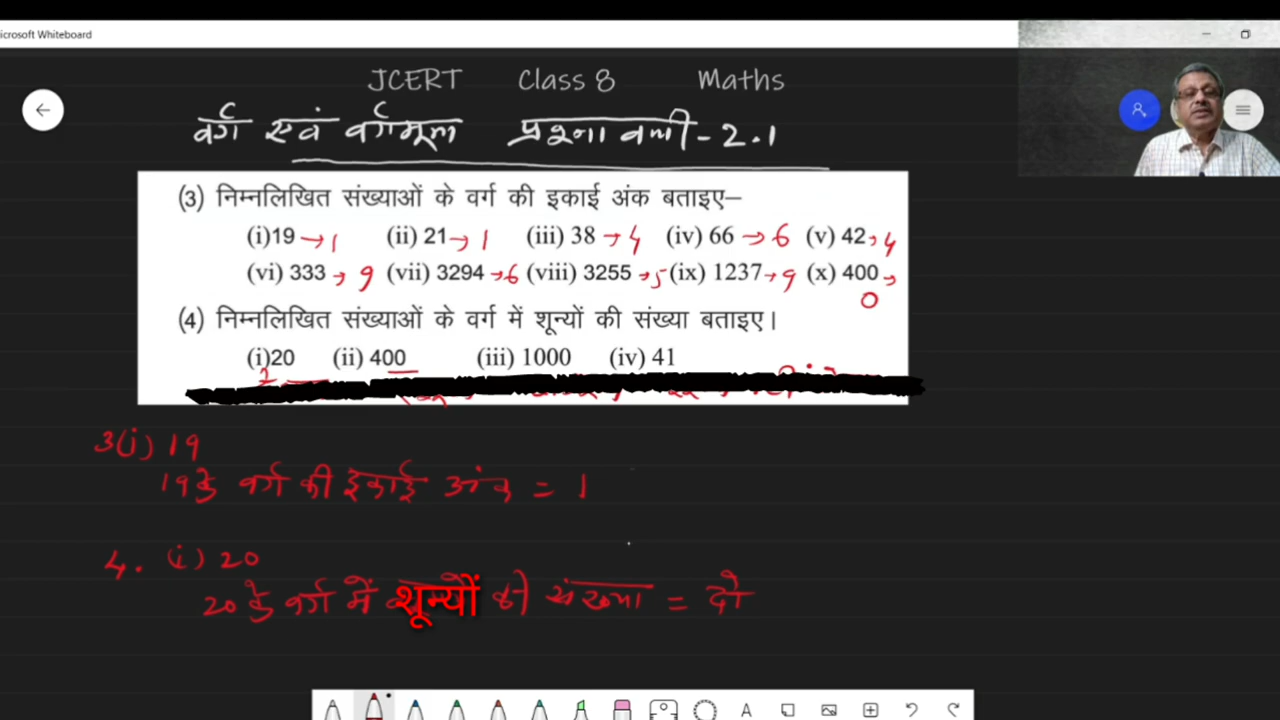 Microsoft Whiteboard
JCERT Class 8 Maths
वर्ग एवं वर्गमूल प्रश्नावली - 2.1
(3) निम्नलिखित संख्याओं के वर्ग की इकाई अंक बताइए–
(i)19 → 1 (ii) 21 → 1 (iii) 38 → 4 (iv) 66 → 6 (v) 42 → 4
(vi) 333 → 9 (vii) 3294 → 6 (viii) 3255 → 5 (ix) 1237 → 9 (x) 400 →
0
(4) निम्नलिखित संख्याओं के वर्ग में शून्यों की संख्या बताइए।
(i)20 (ii) 400 (iii) 1000 (iv) 41
2
3(i) 19
19 के वर्ग की इकाई अंक = 1
4. (i) 20
20 के वर्ग में शून्यों की संख्या = दो